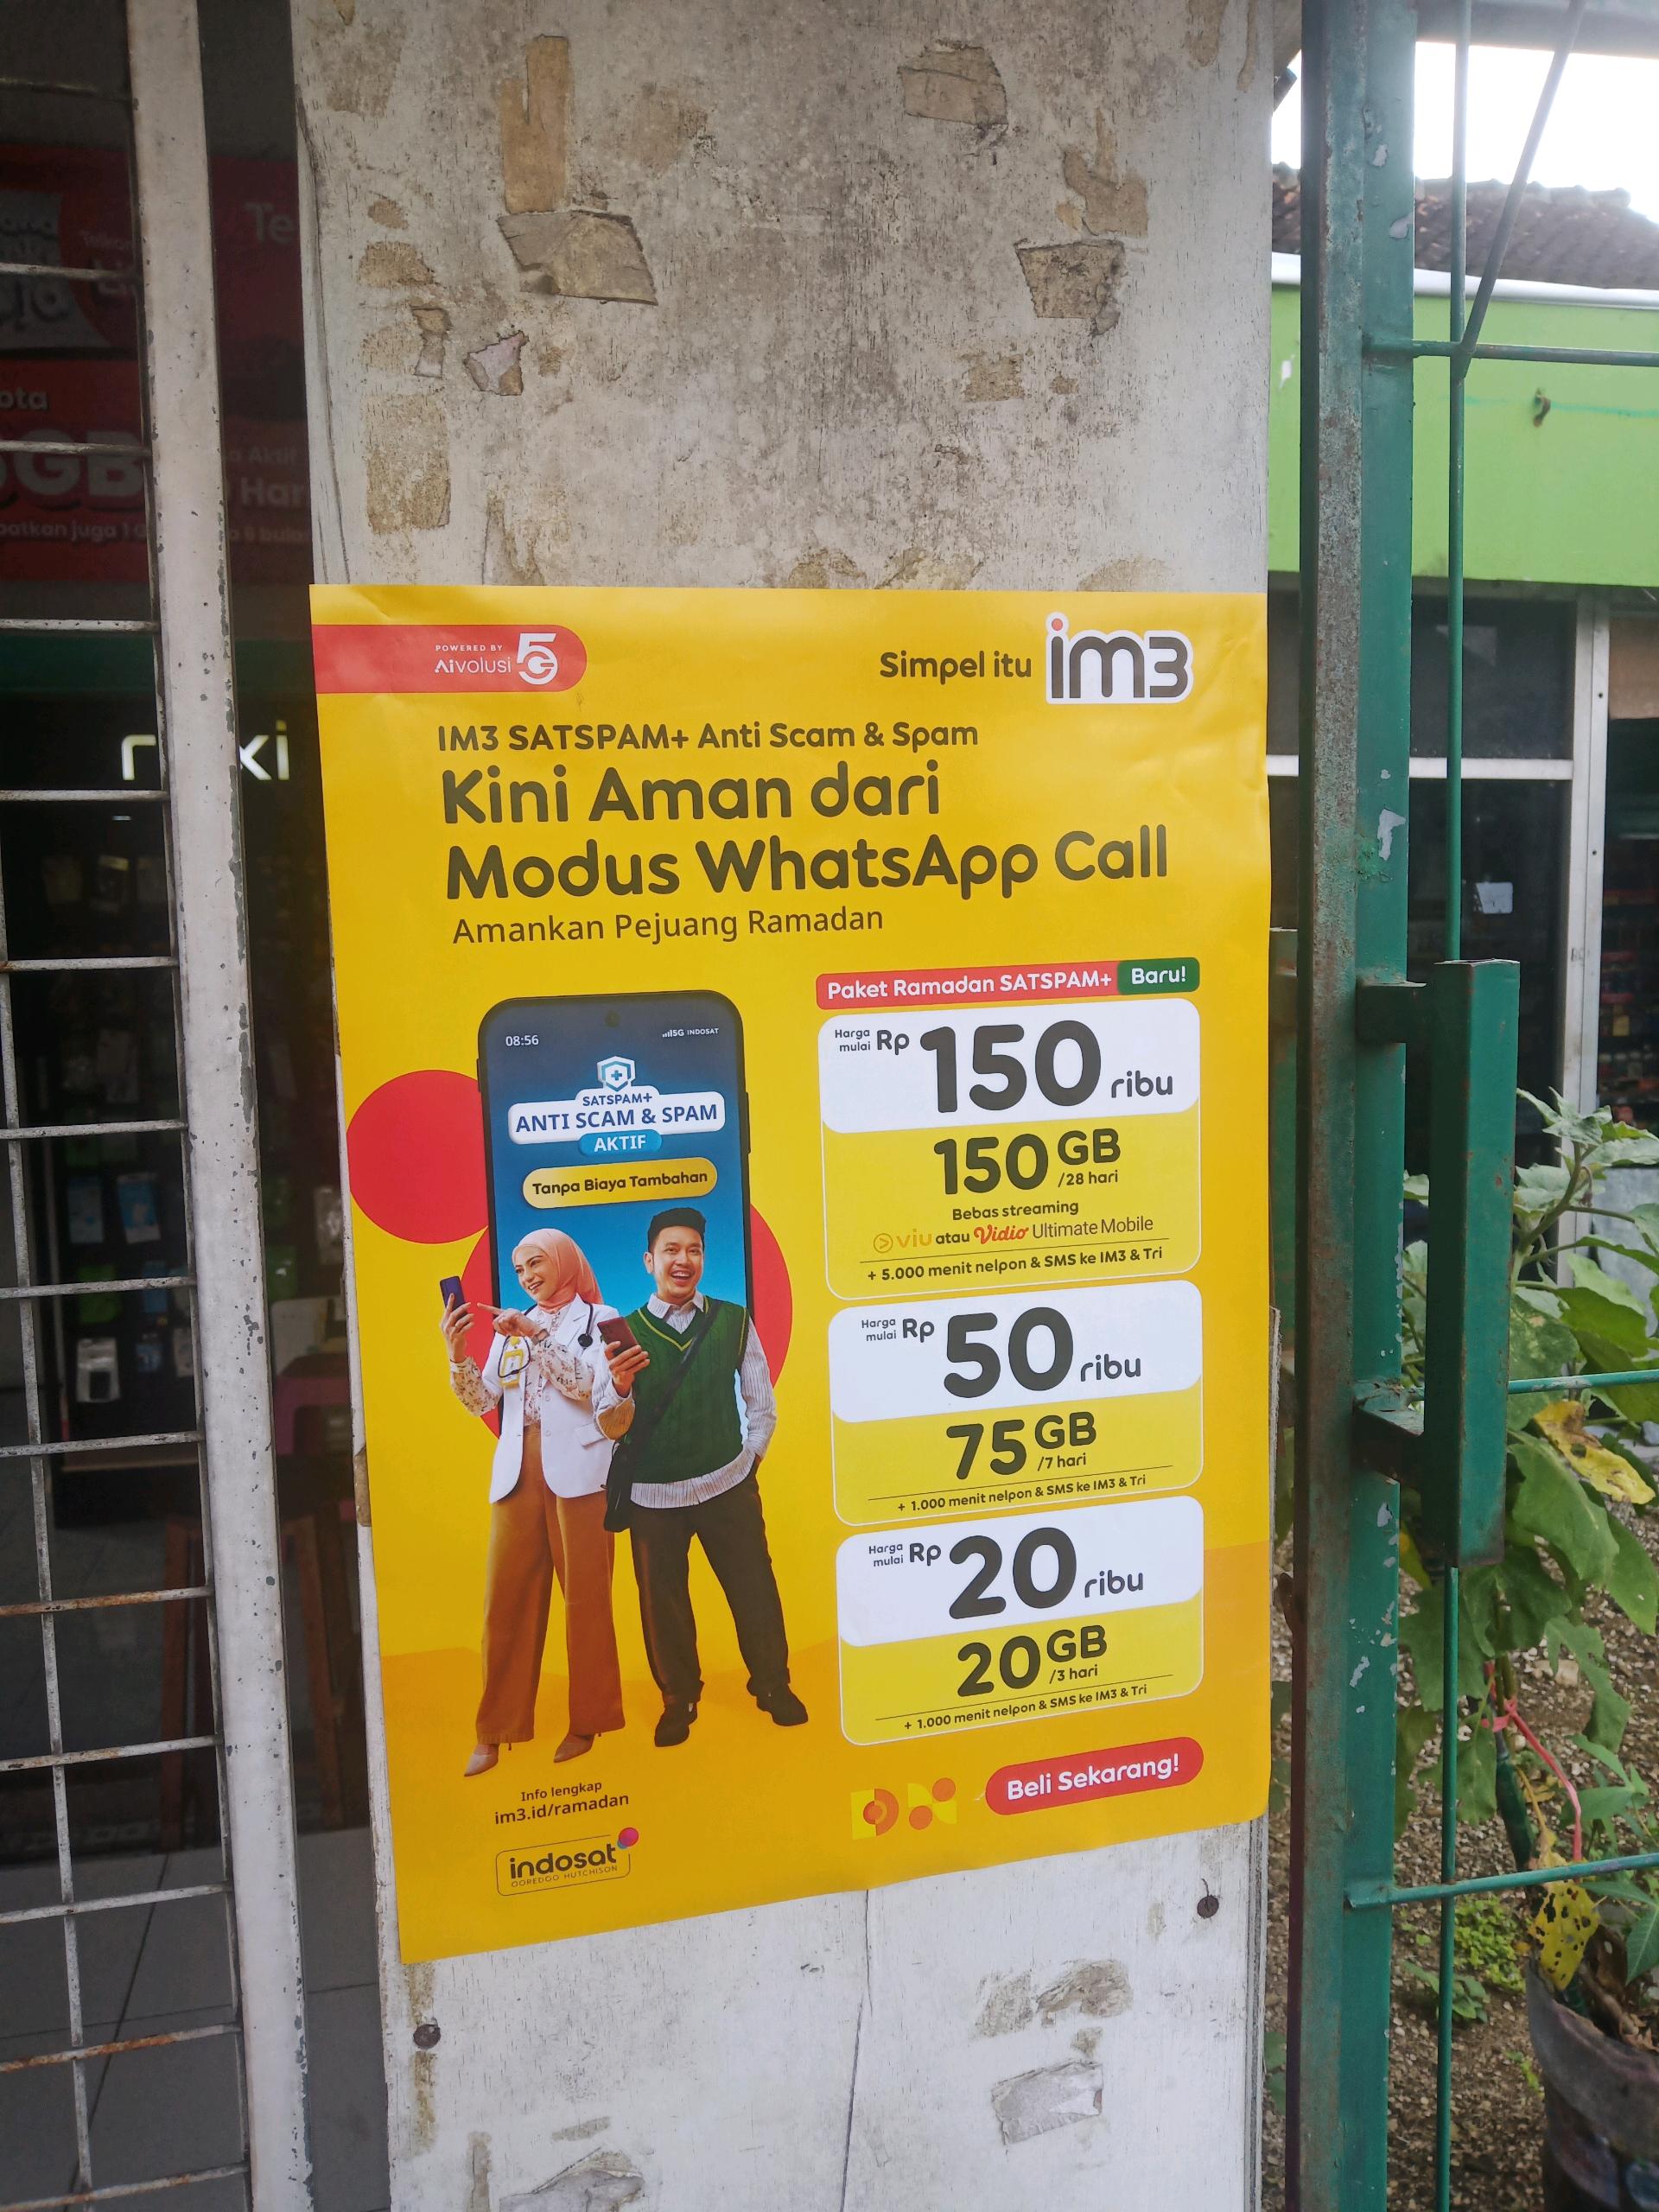 POWERED BY
AIvolusi 5G
Simpel itu im3
IM3 SATSPAM+ Anti Scam & Spam
Kini Aman dari
Modus WhatsApp Call
Amankan Pejuang Ramadan
08:56
5G INDOSAT
SATSPAM+
ANTI SCAM & SPAM
AKTIF
Tanpa Biaya Tambahan
Paket Ramadan SATSPAM+ Baru!
Harga mulai Rp 150 ribu
150 GB /28 hari
Bebas streaming
viu atau Vidio Ultimate Mobile
+ 5.000 menit nelpon & SMS ke IM3 & Tri
Harga mulai Rp 50 ribu
75 GB /7 hari
+ 1.000 menit nelpon & SMS ke IM3 & Tri
Harga mulai Rp 20 ribu
20 GB /3 hari
+ 1.000 menit nelpon & SMS ke IM3 & Tri
Beli Sekarang!
Info lengkap
im3.id/ramadan
indosat
OOREDOO HUTCHISON
GB
juga 1